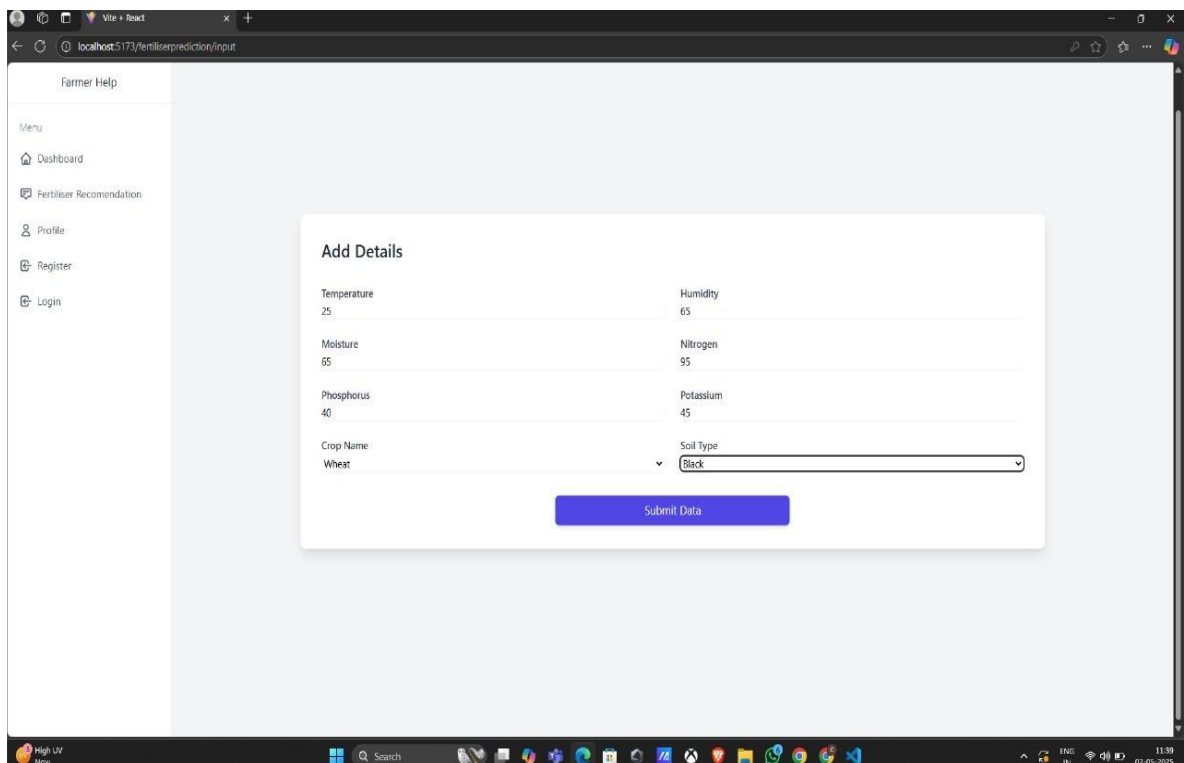 Vite + React
localhost:5173/fertiliserprediction/input
Farmer Help
Menu
Dashboard
Fertiliser Recomendation
Profile
Register
Login
Add Details
Temperature
25
Humidity
65
Moisture
65
Nitrogen
95
Phosphorus
40
Potassium
45
Crop Name
Wheat
Soil Type
Black
Submit Data
High UV
Now
Search
ENG
IN
11:39
02-05-2025